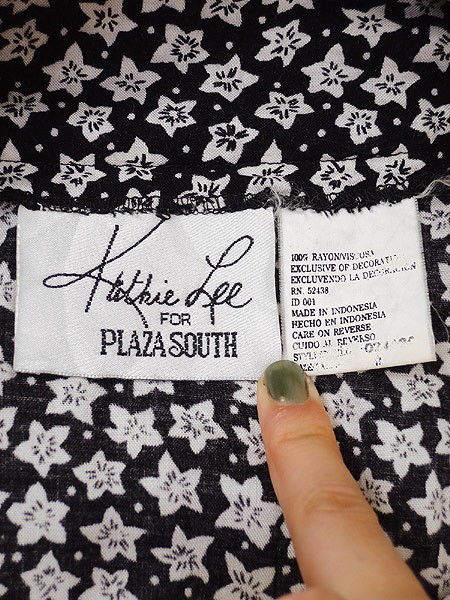 Kathie Lee
FOR
PLAZA SOUTH
100% RAYON/VISCOSA
EXCLUSIVE OF DECORATION
EXCLUYENDO LA DECORACION
RN. 52438
ID 001
MADE IN INDONESIA
HECHO EN INDONESIA
CARE ON REVERSE
CUIDO AL REVERSO